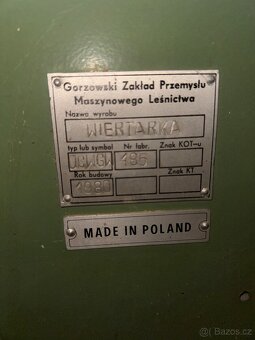 Gorzowski Zakład Przemysłu
Maszynowego Leśnictwa
Nazwa wyrobu
WIERTARKA
typ lub symbol Nr fabr. Znak KOT-u
185
Rok budowy Znak KT
MADE IN POLAND
bazos.cz